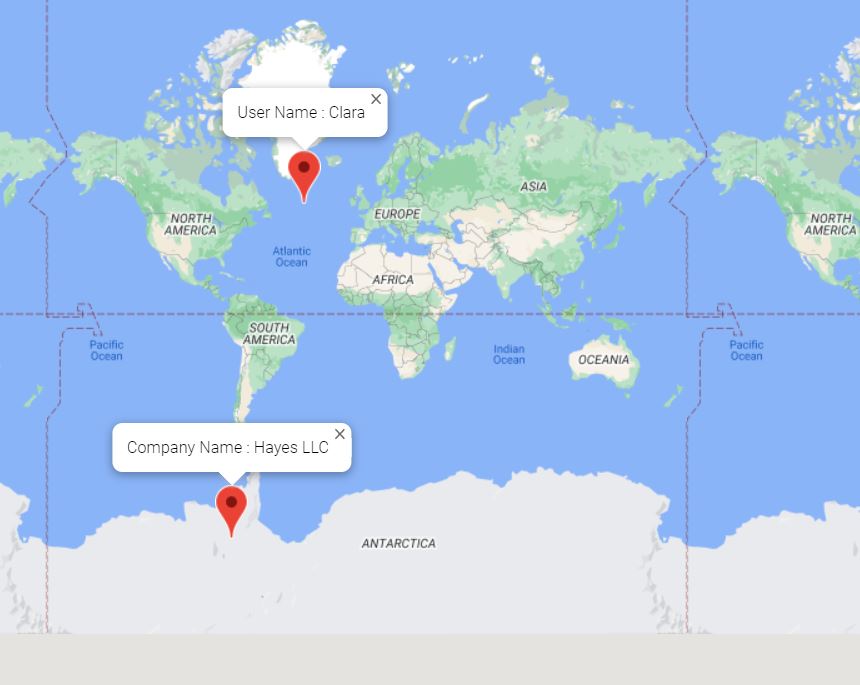 User Name : Clara
ASIA
NORTH
AMERICA
EUROPE
NORTH
AMERICA
Atlantic
Ocean
AFRICA
SOUTH
AMERICA
Pacific
Ocean
Indian
Ocean
OCEANIA
Pacific
Ocean
Company Name : Hayes LLC
ANTARCTICA